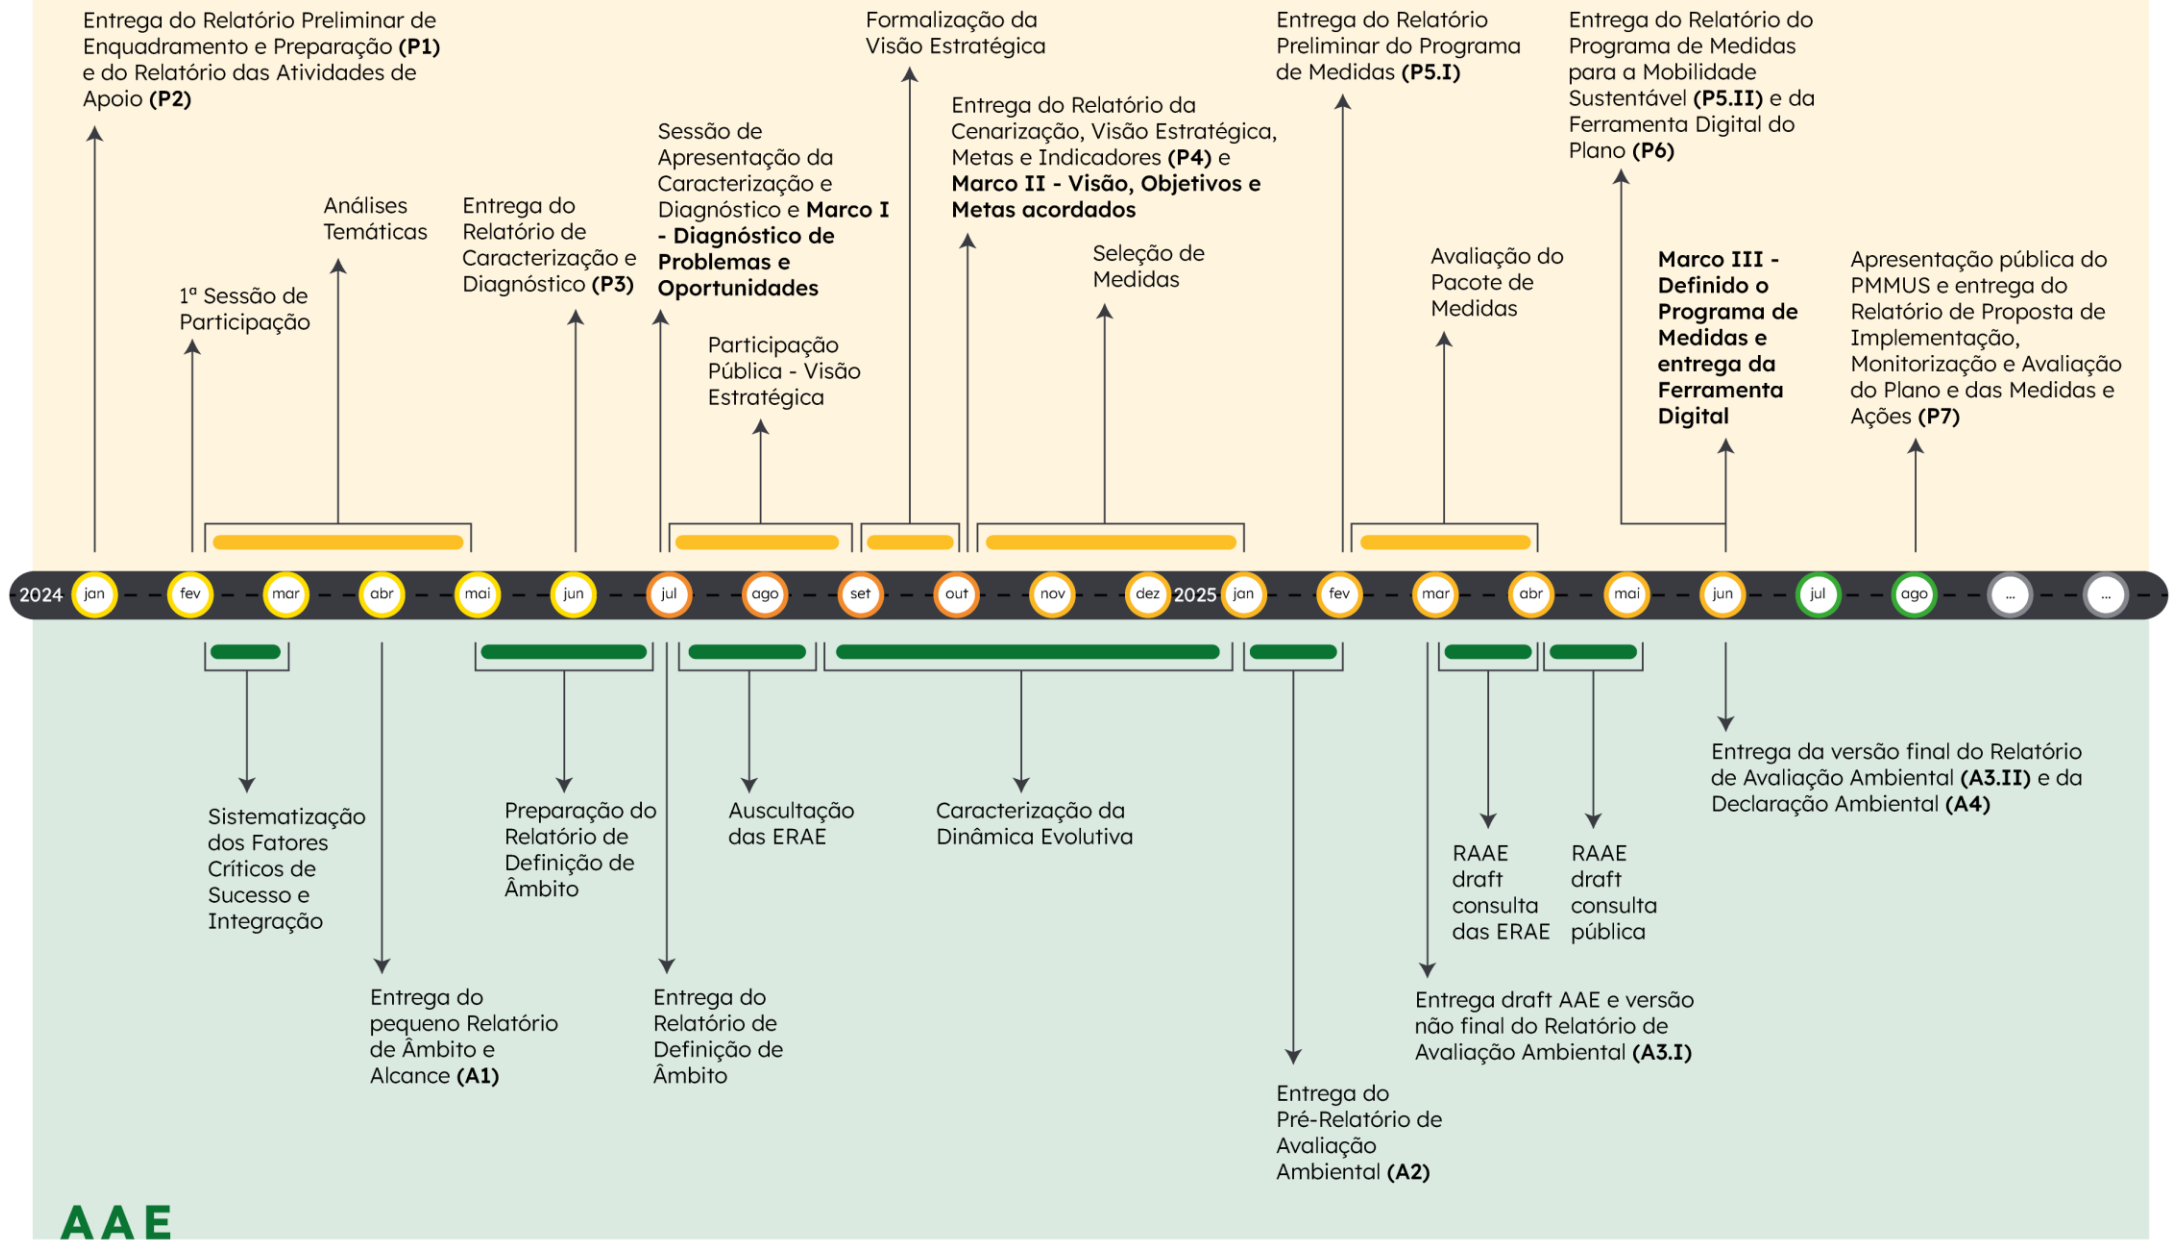 Entrega do Relatório Preliminar de
Enquadramento e Preparação (P1)
e do Relatório das Atividades de
Apoio (P2)
1ª Sessão de
Participação
Análises
Temáticas
Entrega do
Relatório de
Caracterização e
Diagnóstico (P3)
Sessão de
Apresentação da
Caracterização e
Diagnóstico e Marco I
- Diagnóstico de
Problemas e
Oportunidades
Participação
Pública - Visão
Estratégica
Formalização da
Visão Estratégica
Entrega do Relatório da
Cenarização, Visão Estratégica,
Metas e Indicadores (P4) e
Marco II - Visão, Objetivos e
Metas acordados
Seleção de
Medidas
Entrega do Relatório
Preliminar do Programa
de Medidas (P5.I)
Avaliação do
Pacote de
Medidas
Entrega do Relatório do
Programa de Medidas
para a Mobilidade
Sustentável (P5.II) e da
Ferramenta Digital do
Plano (P6)
Marco III -
Definido o
Programa de
Medidas e
entrega da
Ferramenta
Digital
Apresentação pública do
PMMUS e entrega do
Relatório de Proposta de
Implementação,
Monitorização e Avaliação
do Plano e das Medidas e
Ações (P7)
2024 jan fev mar abr mai jun jul ago set out nov dez 2025 jan fev mar abr mai jun jul ago ... ...
Sistematização
dos Fatores
Críticos de
Sucesso e
Integração
Entrega do
pequeno Relatório
de Âmbito e
Alcance (A1)
Preparação do
Relatório de
Definição de
Âmbito
Entrega do
Relatório de
Definição de
Âmbito
Auscultação
das ERAE
Caracterização da
Dinâmica Evolutiva
Entrega do
Pré-Relatório de
Avaliação
Ambiental (A2)
Entrega draft AAE e versão
não final do Relatório de
Avaliação Ambiental (A3.I)
RAAE
draft
consulta
das ERAE
RAAE
draft
consulta
pública
Entrega da versão final do Relatório
de Avaliação Ambiental (A3.II) e da
Declaração Ambiental (A4)
AAE